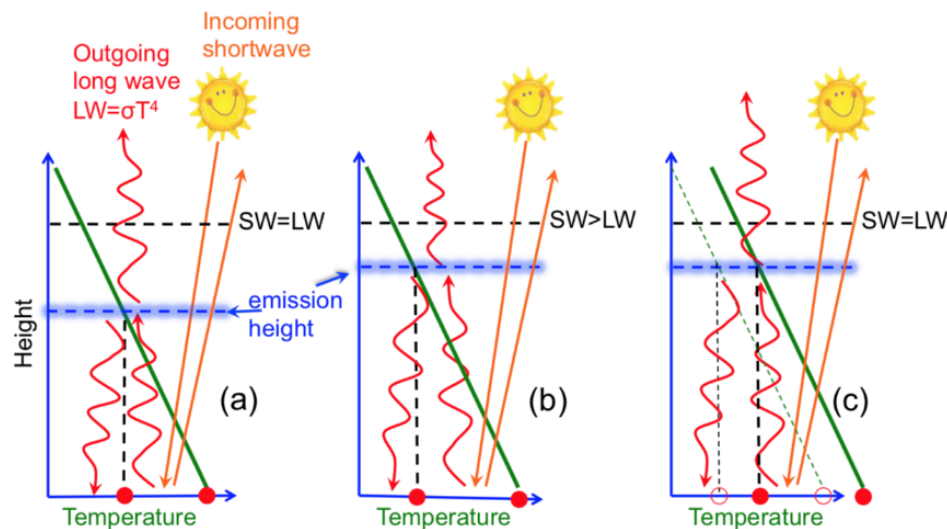 Incoming
shortwave
Outgoing
long wave
LW=σT⁴
SW=LW
SW>LW
SW=LW
emission
height
Height
(a)
(b)
(c)
Temperature
Temperature
Temperature